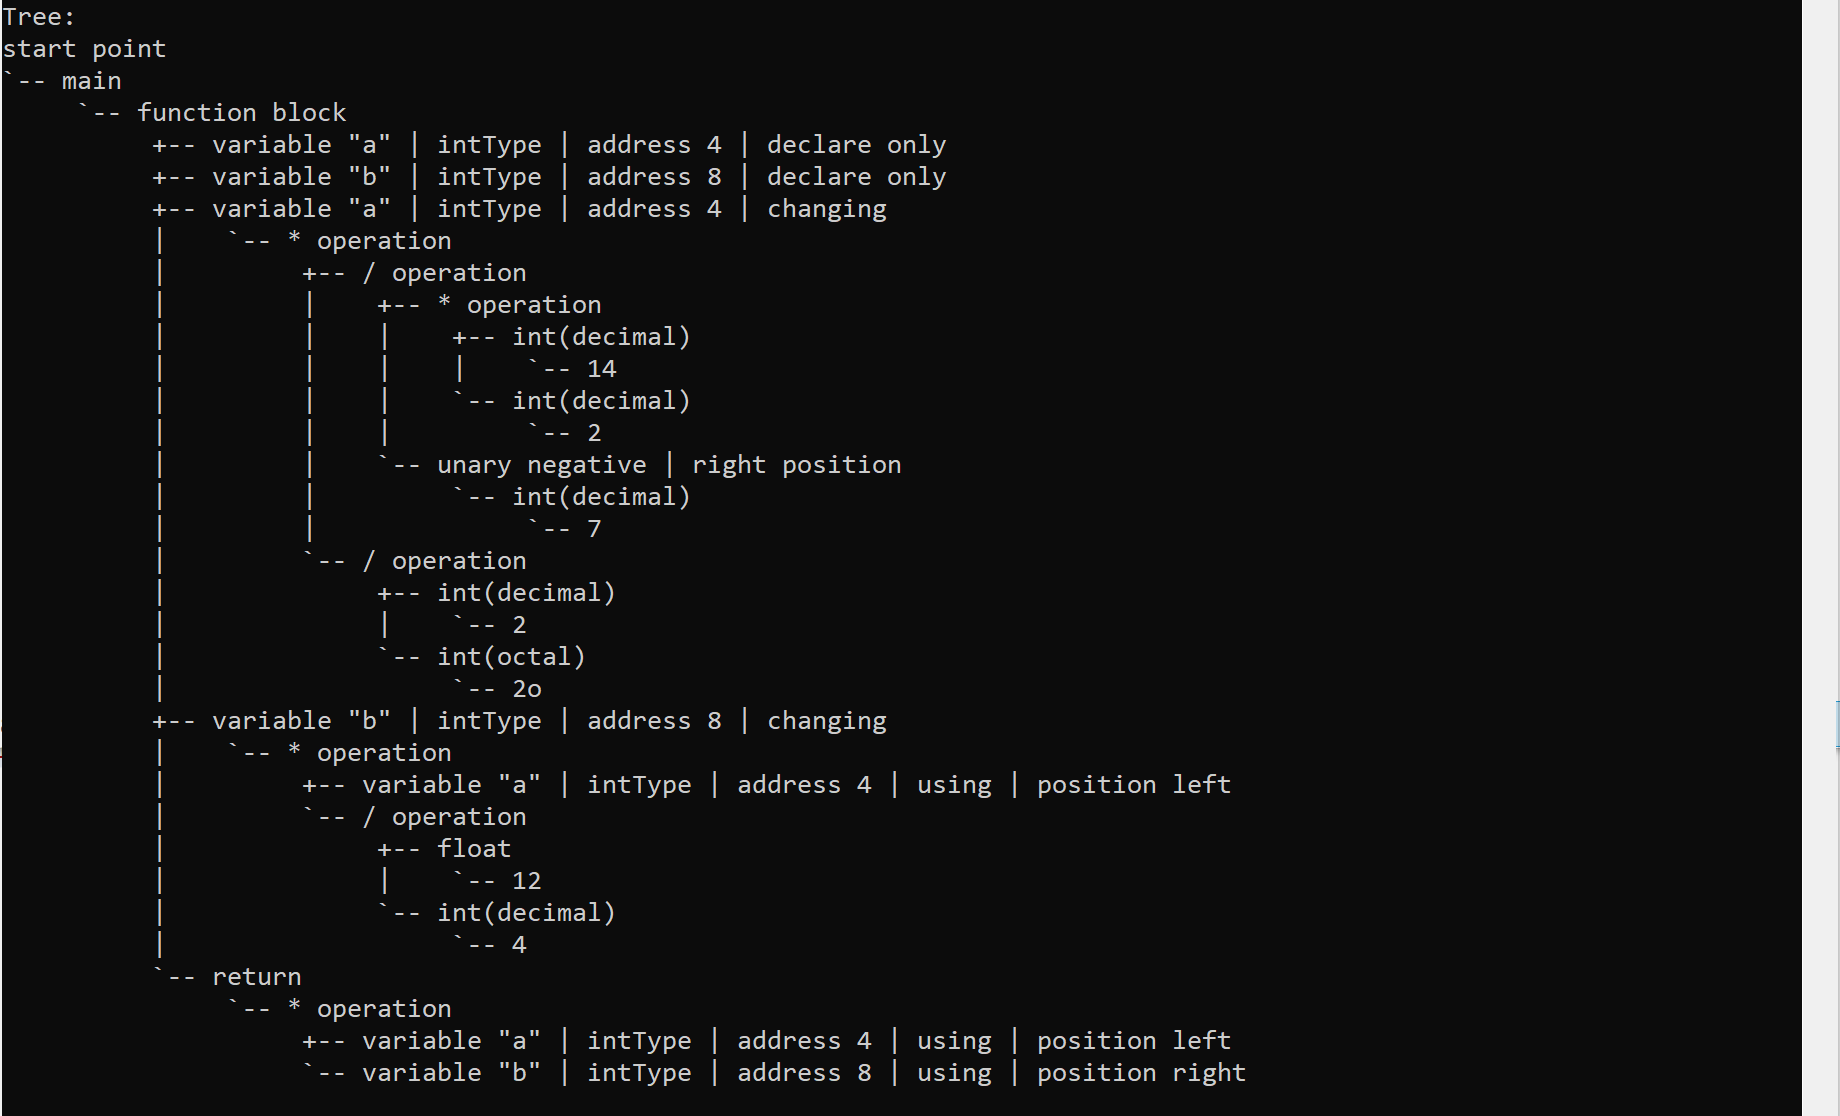 Tree:
start point
`-- main
     `-- function block
          +-- variable "a" | intType | address 4 | declare only
          +-- variable "b" | intType | address 8 | declare only
          +-- variable "a" | intType | address 4 | changing
          |    `-- * operation
          |         +-- / operation
          |         |    +-- * operation
          |         |    |    +-- int(decimal)
          |         |    |    |    `-- 14
          |         |    |    `-- int(decimal)
          |         |    |         `-- 2
          |         |    `-- unary negative | right position
          |         |         `-- int(decimal)
          |         |              `-- 7
          |         `-- / operation
          |              +-- int(decimal)
          |              |    `-- 2
          |              `-- int(octal)
          |                   `-- 2o
          +-- variable "b" | intType | address 8 | changing
          |    `-- * operation
          |         +-- variable "a" | intType | address 4 | using | position left
          |         `-- / operation
          |              +-- float
          |              |    `-- 12
          |              `-- int(decimal)
          |                   `-- 4
          `-- return
               `-- * operation
                    +-- variable "a" | intType | address 4 | using | position left
                    `-- variable "b" | intType | address 8 | using | position right